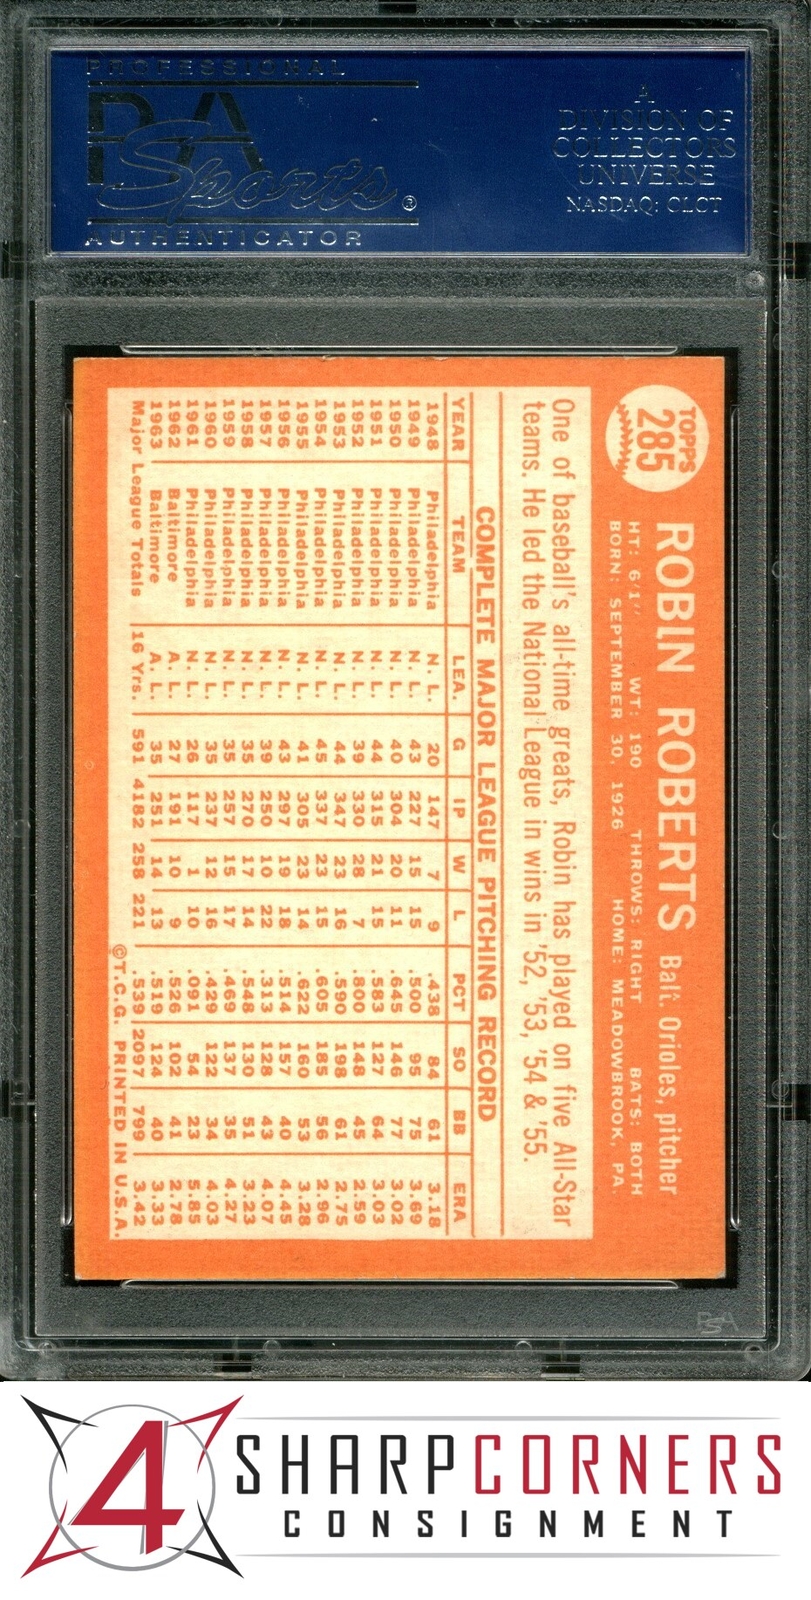 PROFESSIONAL
PSA
Sports®
AUTHENTICATOR
A
DIVISION OF
COLLECTORS
UNIVERSE
NASDAQ: CLCT
TOPPS
285
ROBIN ROBERTS Balt. Orioles, pitcher
HT: 6'1" WT: 190 THROWS: RIGHT BATS: BOTH
BORN: SEPTEMBER 30, 1926 HOME: MEADOWBROOK, PA.
One of baseball's all-time greats, Robin has played on five All-Star
teams. He led the National League in wins in '52, '53, '54 & '55.
COMPLETE MAJOR LEAGUE PITCHING RECORD
YEAR TEAM LEA. G IP W L PCT SO BB ERA
1948 Philadelphia N. L. 20 147 7 9 .438 84 61 3.18
1949 Philadelphia N. L. 43 227 15 15 .500 95 75 3.69
1950 Philadelphia N. L. 40 304 20 11 .645 146 77 3.02
1951 Philadelphia N. L. 44 315 21 15 .583 127 64 3.03
1952 Philadelphia N. L. 39 330 28 7 .800 148 45 2.59
1953 Philadelphia N. L. 44 347 23 16 .590 198 61 2.75
1954 Philadelphia N. L. 45 337 23 15 .605 185 56 2.96
1955 Philadelphia N. L. 41 305 23 14 .622 160 53 3.28
1956 Philadelphia N. L. 43 297 19 18 .514 157 40 4.45
1957 Philadelphia N. L. 39 250 10 22 .313 128 43 4.07
1958 Philadelphia N. L. 35 270 17 14 .548 130 51 3.23
1959 Philadelphia N. L. 35 257 15 17 .469 137 35 4.27
1960 Philadelphia N. L. 35 237 12 16 .429 122 34 4.03
1961 Philadelphia N. L. 26 117 1 10 .091 54 23 5.85
1962 Baltimore A. L. 27 191 10 9 .526 102 41 2.78
1963 Baltimore A. L. 35 251 14 13 .519 124 40 3.33
Major League Totals 16 Yrs. 591 4182 258 221 .539 2097 799 3.42
©T.C.G. PRINTED IN U.S.A.
PSA
4 SHARPCORNERS
CONSIGNMENT